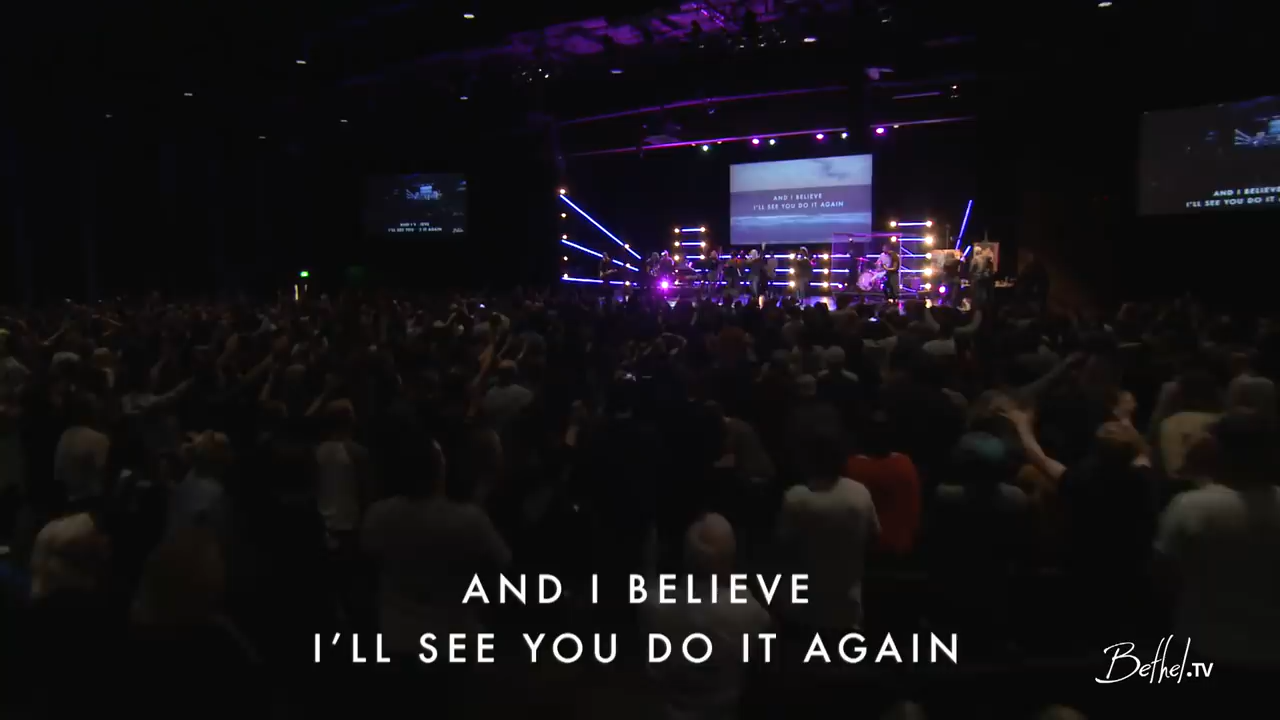 AND I BELIEVE
I'LL SEE YOU DO IT AGAIN
AND I BELIEVE
I'LL SEE YOU DO IT AGAIN
AND I BELIEVE
I'LL SEE YOU DO IT AGAIN
Bethel.TV